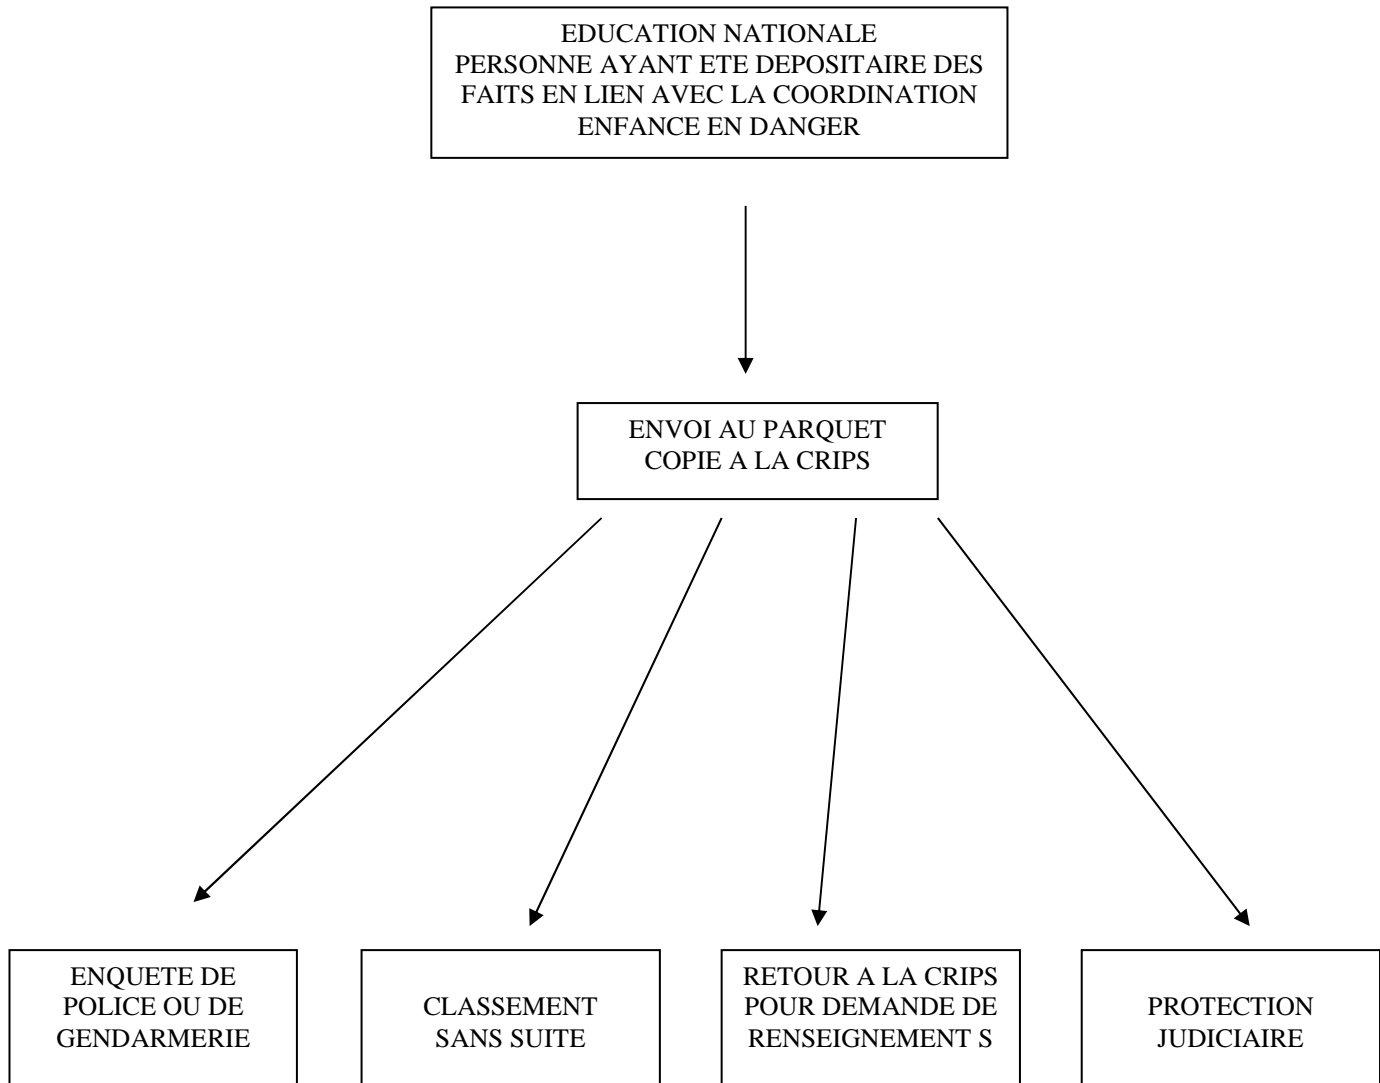 EDUCATION NATIONALE
PERSONNE AYANT ETE DEPOSITAIRE DES
FAITS EN LIEN AVEC LA COORDINATION
ENFANCE EN DANGER
ENVOI AU PARQUET
COPIE A LA CRIPS
ENQUETE DE
POLICE OU DE
GENDARMERIE
CLASSEMENT
SANS SUITE
RETOUR A LA CRIPS
POUR DEMANDE DE
RENSEIGNEMENT S
PROTECTION
JUDICIAIRE